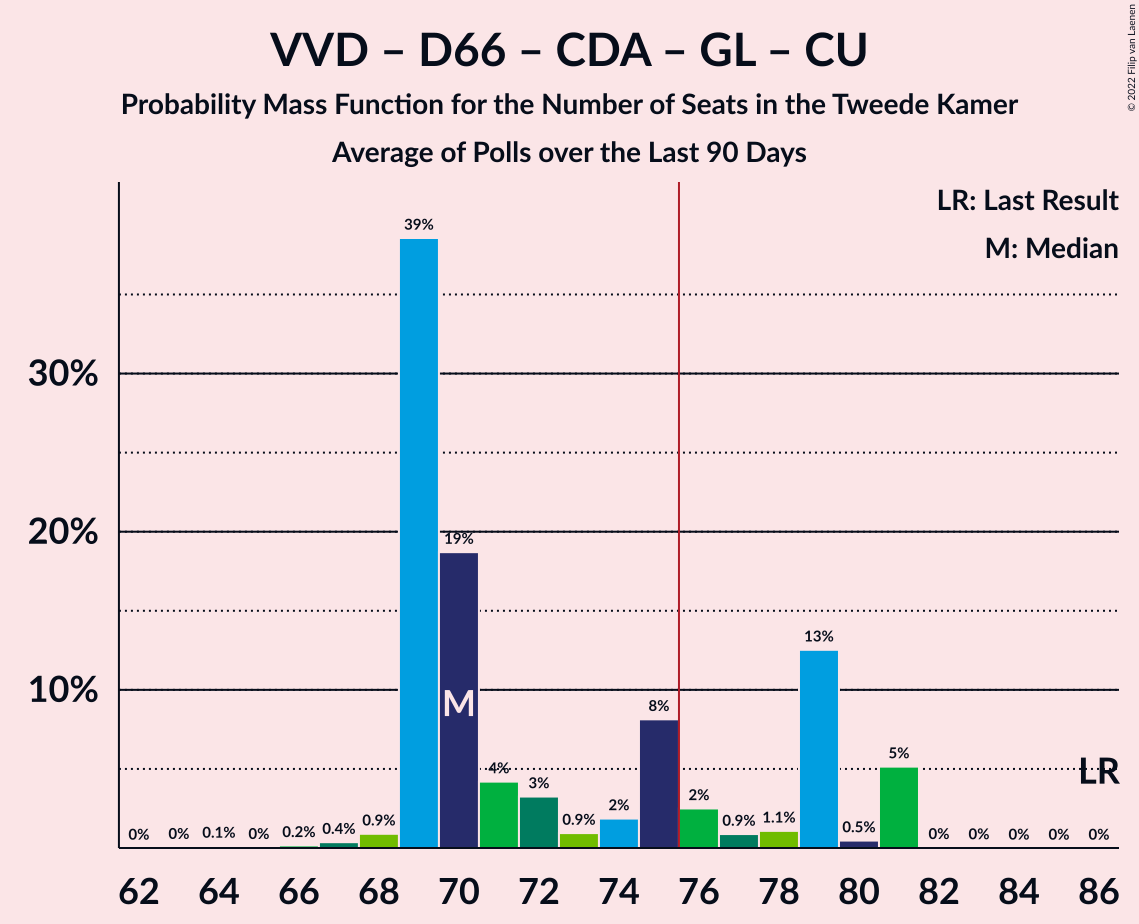 VVD – D66 – CDA – GL – CU
Probability Mass Function for the Number of Seats in the Tweede Kamer
Average of Polls over the Last 90 Days
© 2022 Filip van Laenen
LR: Last Result
M: Median
30%
20%
10%
0% 0% 0.1% 0% 0.2% 0.4% 0.9% 39% 19% 4% 3% 0.9% 2% 8% 2% 0.9% 1.1% 13% 0.5% 5% 0% 0% 0% 0% 0%
M
LR
62 64 66 68 70 72 74 76 78 80 82 84 86